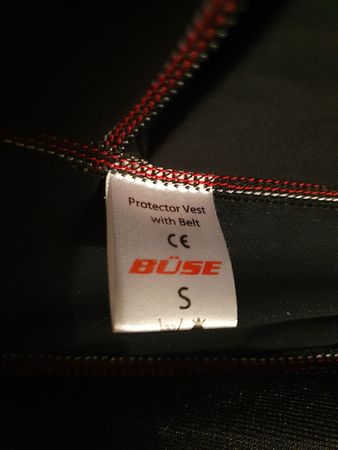 Protector Vest
with Belt
CE
BÜSE
S